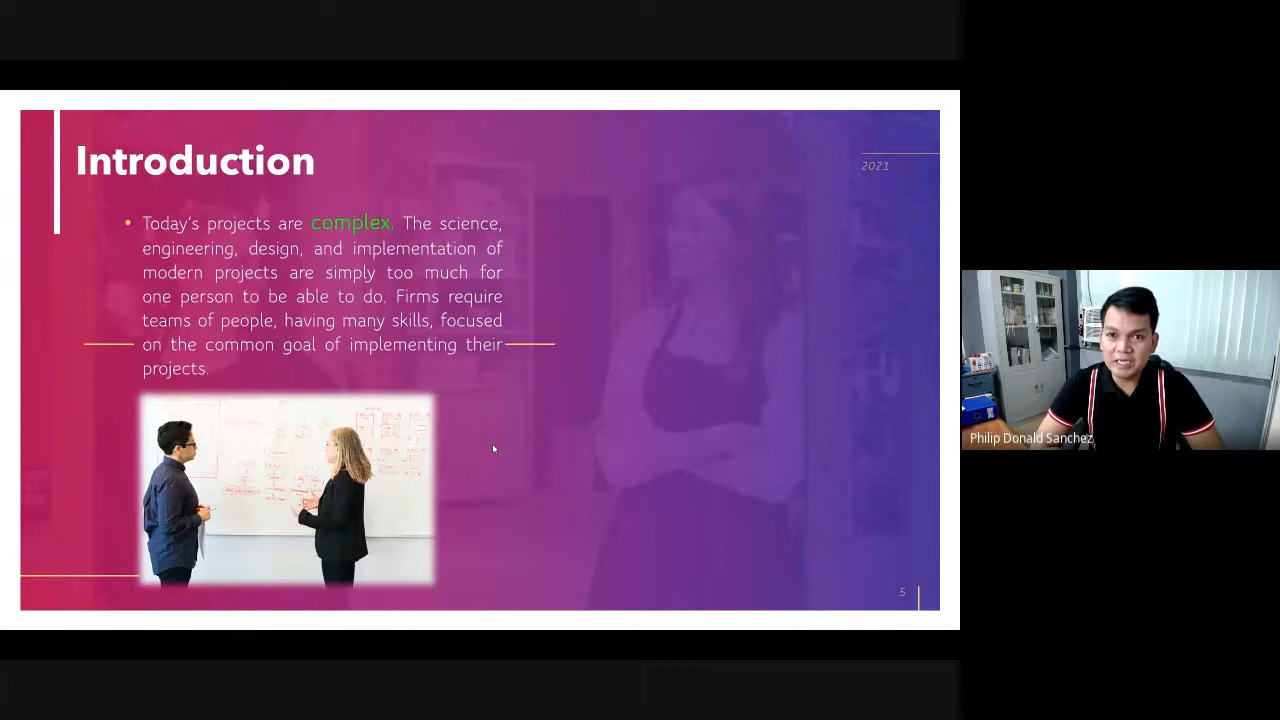 Introduction
2021
• Today's projects are complex. The science,
engineering, design, and implementation of
modern projects are simply too much for
one person to be able to do. Firms require
teams of people, having many skills, focused
on the common goal of implementing their
projects.
Philip Donald Sanchez
5